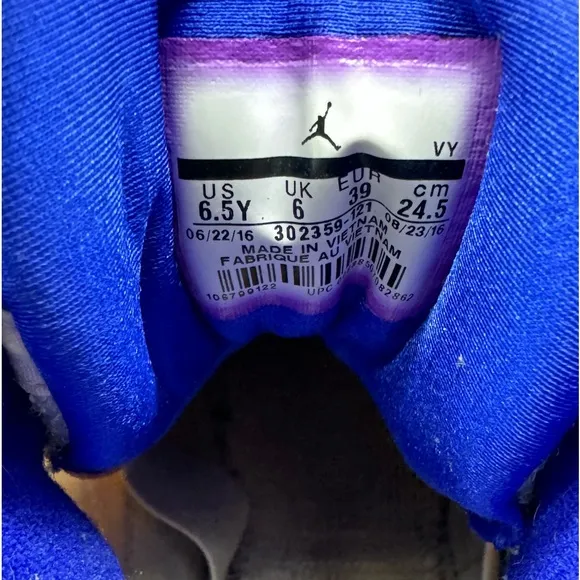 VY
US UK EUR cm
6.5Y 6 39 24.5
06/22/16 302359-121 08/23/16
MADE IN VIETNAM
FABRIQUE AU VIETNAM
106799122 UPC